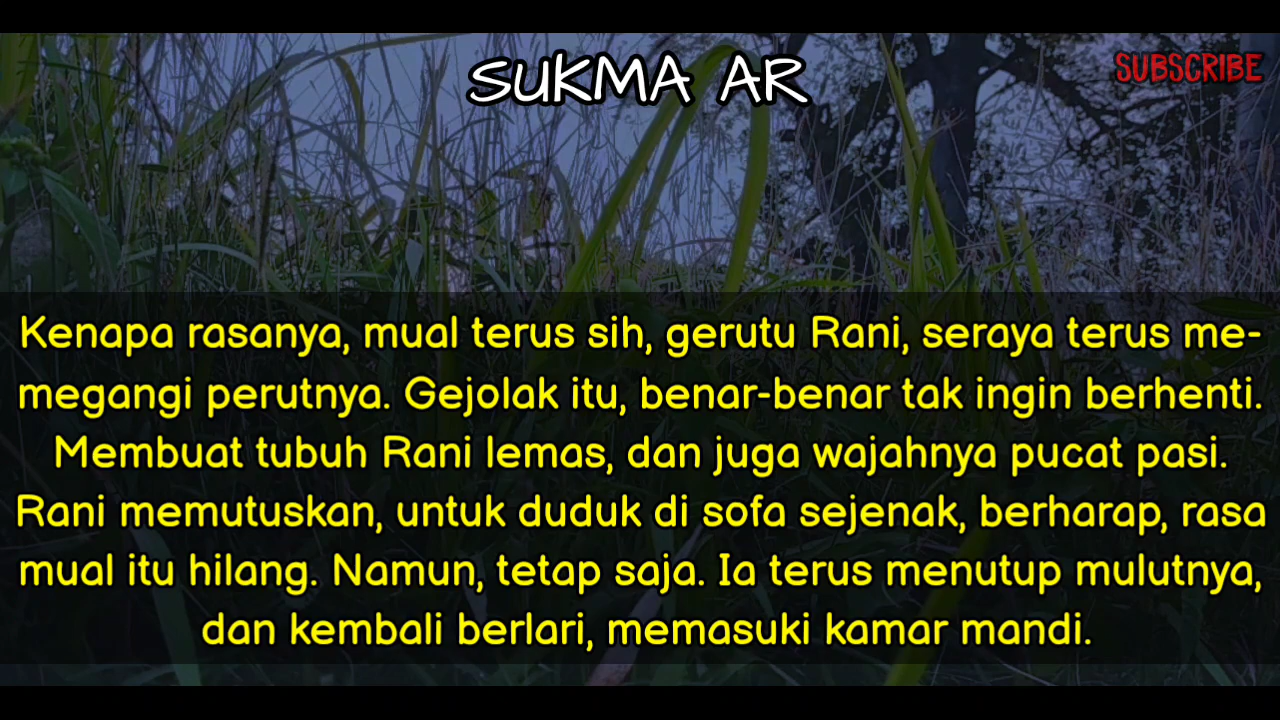 SUKMA AR
SUBSCRIBE
Kenapa rasanya, mual terus sih, gerutu Rani, seraya terus me-
megangi perutnya. Gejolak itu, benar-benar tak ingin berhenti.
Membuat tubuh Rani lemas, dan juga wajahnya pucat pasi.
Rani memutuskan, untuk duduk di sofa sejenak, berharap, rasa
mual itu hilang. Namun, tetap saja. Ia terus menutup mulutnya,
dan kembali berlari, memasuki kamar mandi.